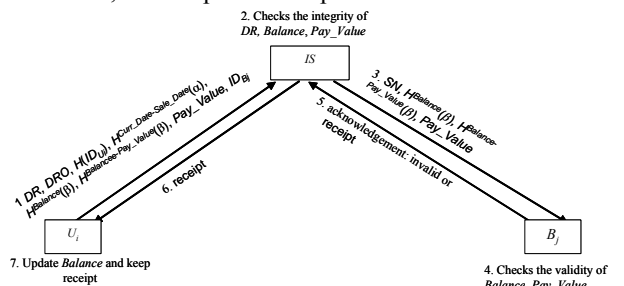 2. Checks the integrity of
DR, Balance, Pay_Value
IS
1 DR, DRO, H(ID_Ui), H^Curr_Date-Sale_Date(α),
H^Balance(β), H^Balancee-Pay_Value(β), Pay_Value, ID_Bj
3. SN, H^Balance(β), H^Balance-
Pay_Value(β), Pay_Value
5. acknowledgement: invalid or
receipt
6. receipt
U_i
B_j
7. Update Balance and keep
receipt
4. Checks the validity of
Balance, Pay_Value